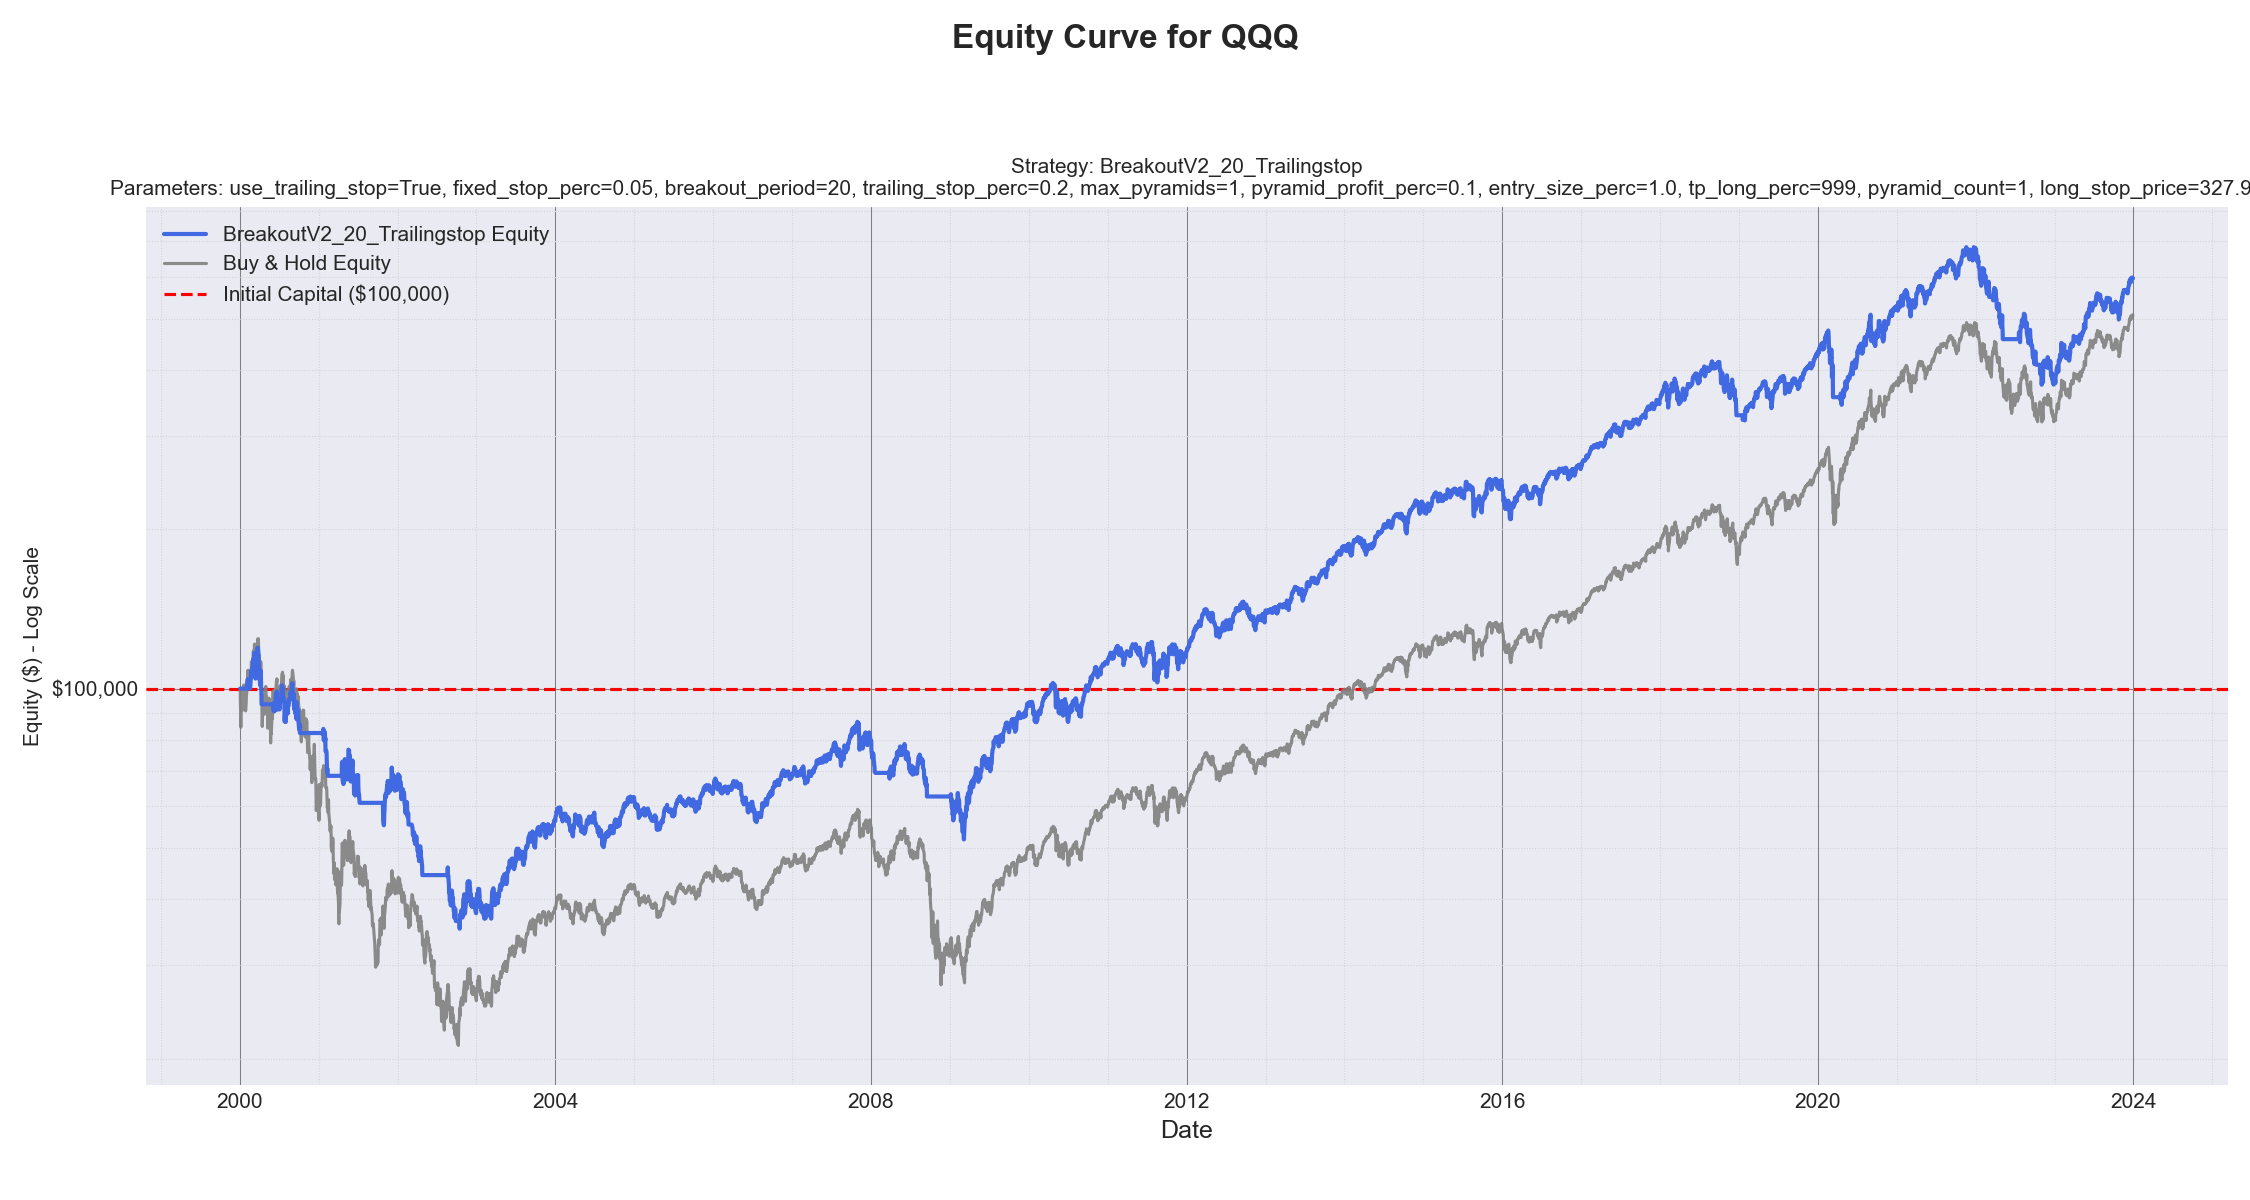 Equity Curve for QQQ
Strategy: BreakoutV2_20_Trailingstop
Parameters: use_trailing_stop=True, fixed_stop_perc=0.05, breakout_period=20, trailing_stop_perc=0.2, max_pyramids=1, pyramid_profit_perc=0.1, entry_size_perc=1.0, tp_long_perc=999, pyramid_count=1, long_stop_price=327.9
BreakoutV2_20_Trailingstop Equity
Buy & Hold Equity
Initial Capital ($100,000)
Equity ($) - Log Scale
$100,000
2000 2004 2008 2012 2016 2020 2024
Date